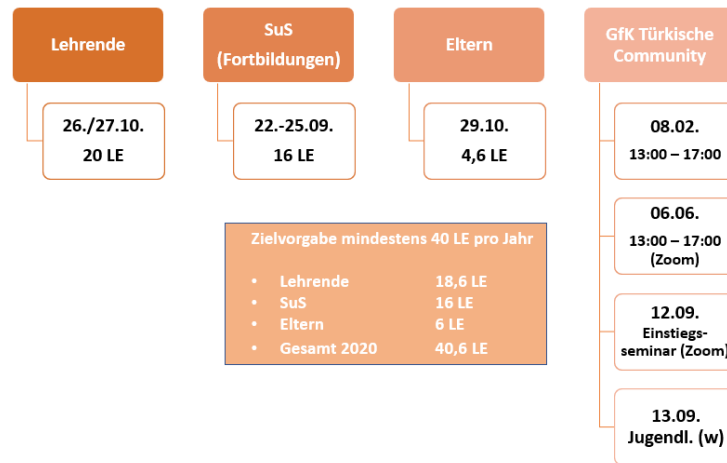 Lehrende
26./27.10.
20 LE
SuS
(Fortbildungen)
22.-25.09.
16 LE
Eltern
29.10.
4,6 LE
GfK Türkische
Community
08.02.
13:00 – 17:00
06.06.
13:00 – 17:00
(Zoom)
12.09.
Einstiegs-
seminar (Zoom)
13.09.
Jugendl. (w)
Zielvorgabe mindestens 40 LE pro Jahr
• Lehrende 18,6 LE
• SuS 16 LE
• Eltern 6 LE
• Gesamt 2020 40,6 LE